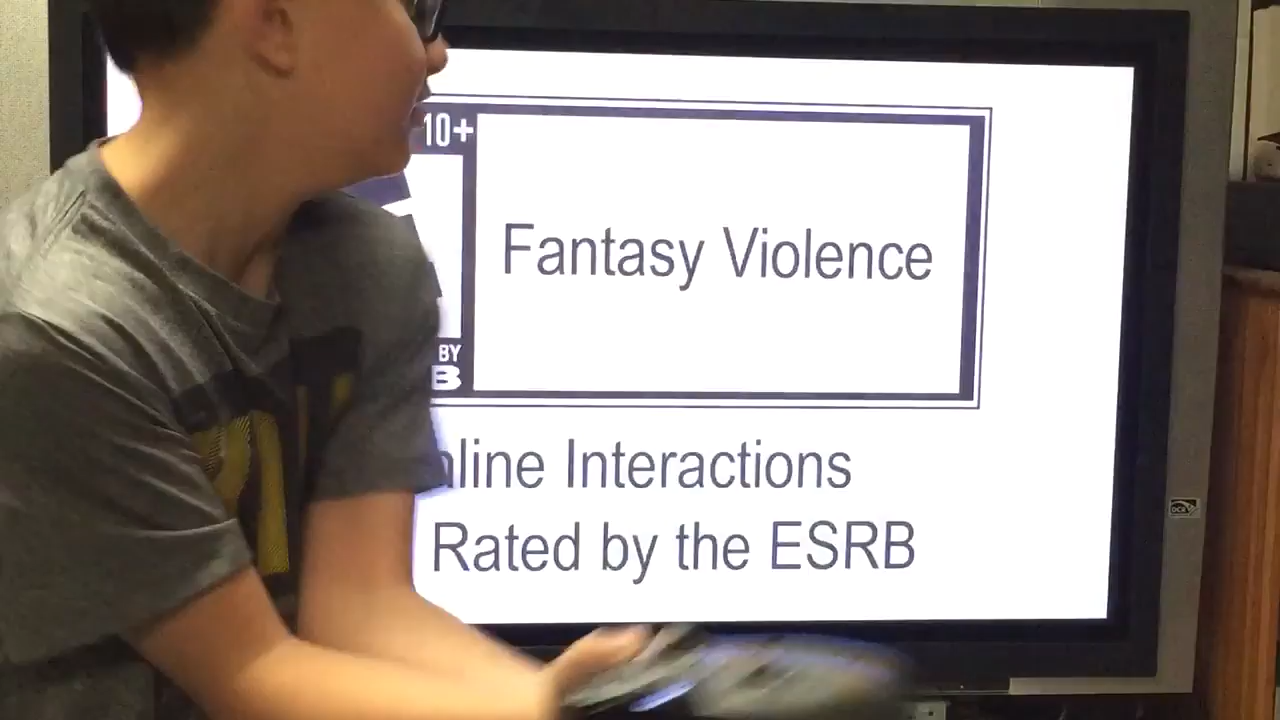 10+
Fantasy Violence
BY
B
nline Interactions
Rated by the ESRB